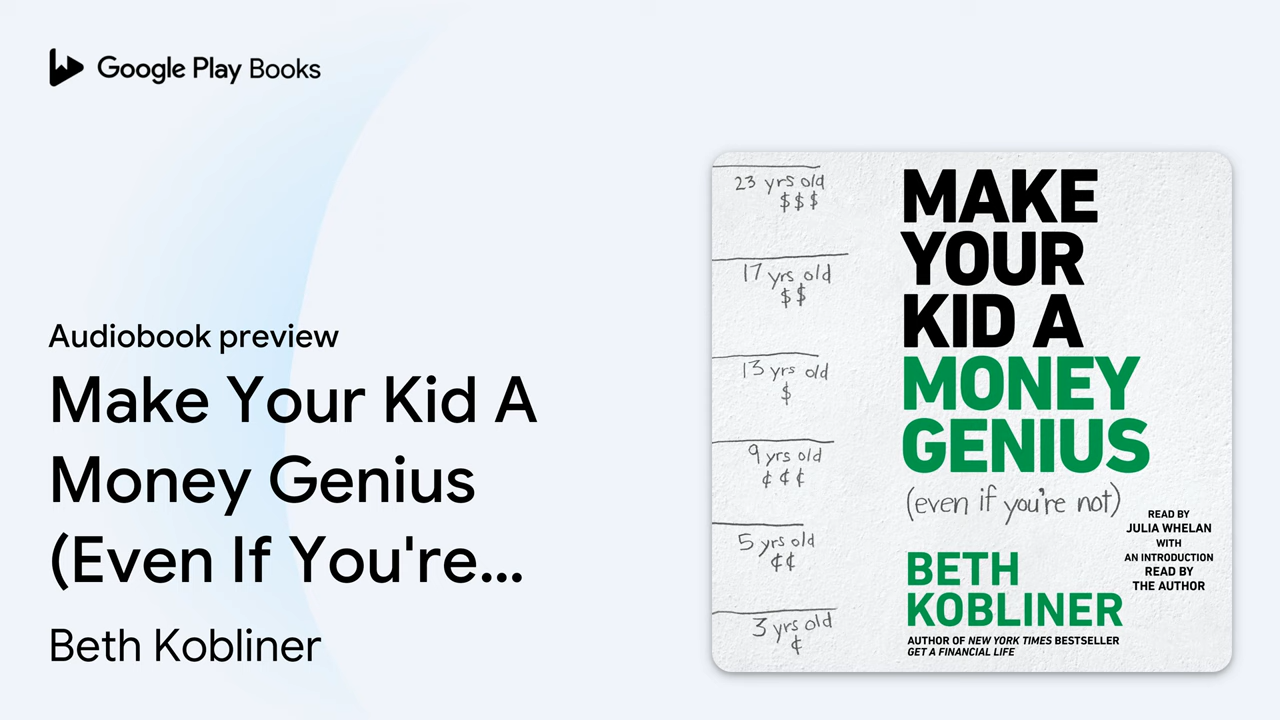 Google Play Books
Audiobook preview
Make Your Kid A
Money Genius
(Even If You're...
Beth Kobliner
23 yrs old
$$$
17 yrs old
$$
13 yrs old
$
9 yrs old
¢ ¢ ¢
5 yrs old
¢¢
3 yrs old
¢
MAKE
YOUR
KID A
MONEY
GENIUS
(even if you're not)
READ BY
JULIA WHELAN
WITH
AN INTRODUCTION
READ BY
THE AUTHOR
BETH
KOBLINER
AUTHOR OF NEW YORK TIMES BESTSELLER
GET A FINANCIAL LIFE